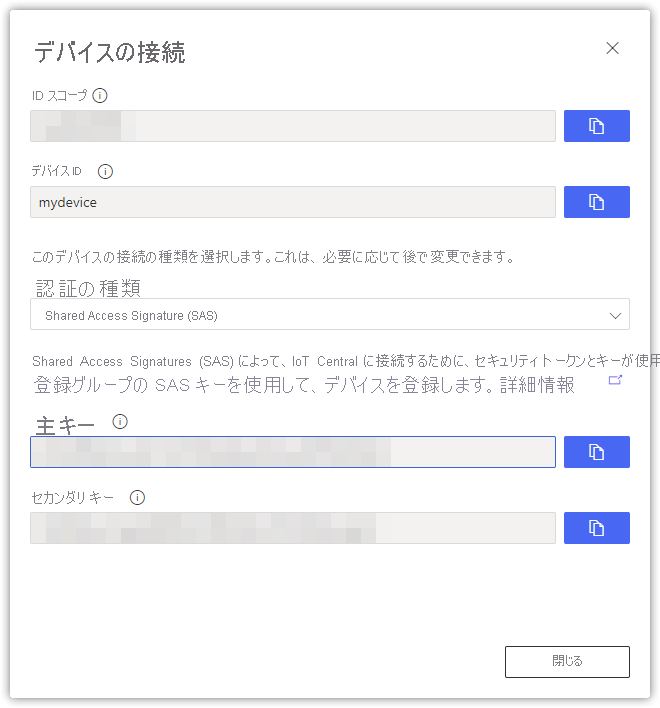 デバイスの接続
ID スコープ
デバイス ID
mydevice
このデバイスの接続の種類を選択します。これは、必要に応じて後で変更できます。
認証の種類
Shared Access Signature (SAS)
Shared Access Signatures (SAS) によって、IoT Central に接続するために、セキュリティ トークンとキーが使用
登録グループの SAS キーを使用して、デバイスを登録します。詳細情報
主キー
セカンダリ キー
閉じる